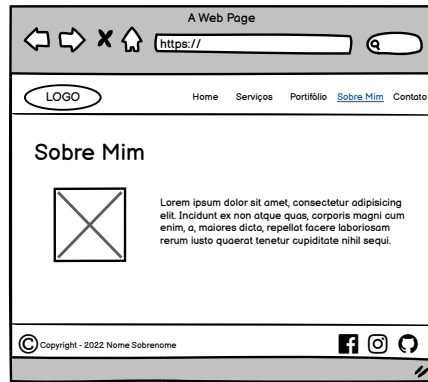 A Web Page
https://
LOGO
Home Serviços Portifólio Sobre Mim Contato
Sobre Mim
Lorem ipsum dolor sit amet, consectetur adipisicing
elit. Incidunt ex non atque quas, corporis magni cum
enim, a, maiores dicta, repellat facere laboriosam
rerum iusto quaerat tenetur cupiditate nihil sequi.
© Copyright - 2022 Nome Sobrenome